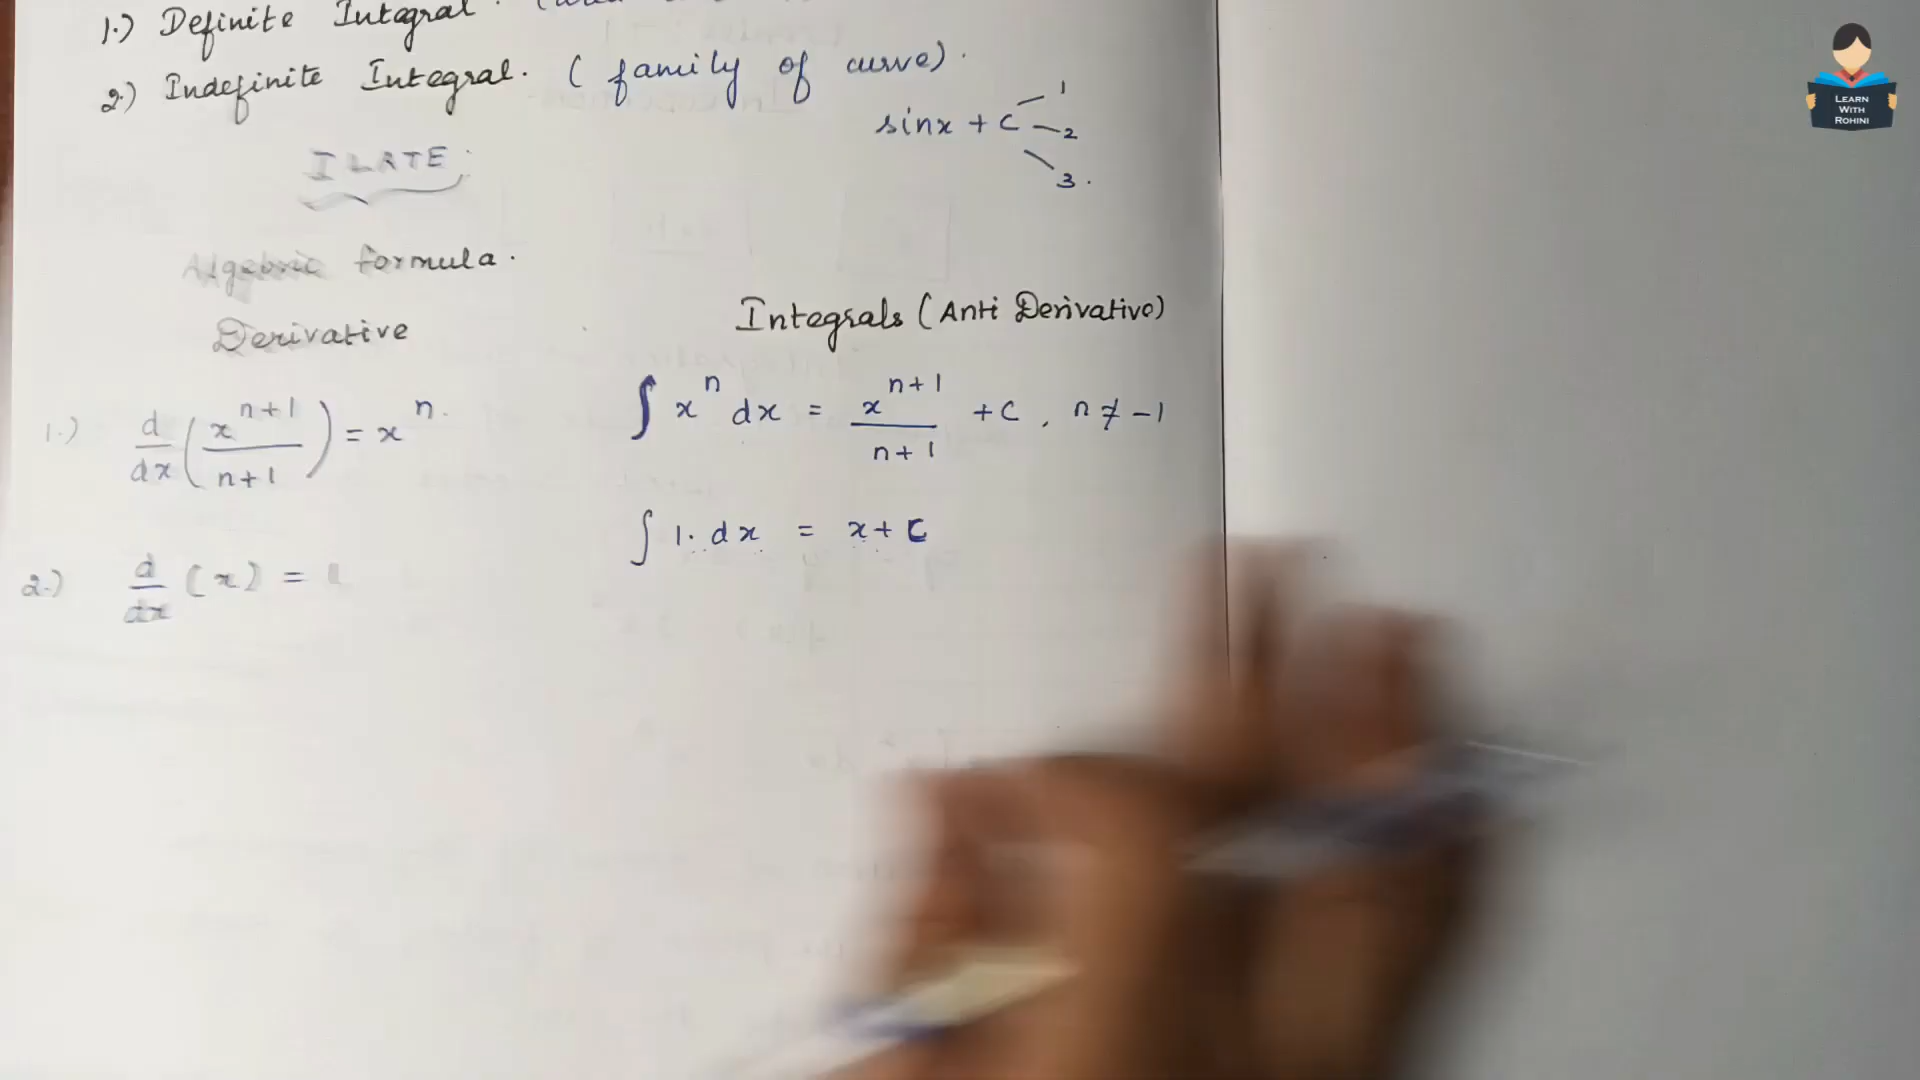 1.) Definite Integral.
2.) Indefinite Integral. ( family of curve).
sinx + C
1
2
3.
ILATE:
Algebric formula.
Derivative
Integrals (Anti Derivative)
1.) d/dx (x^(n+1)/(n+1)) = x^n.
∫ x^n dx = x^(n+1)/(n+1) + C, n ≠ -1
∫ 1. dx = x + C
2.) d/dx (x) = 1
LEARN
With
ROHINI